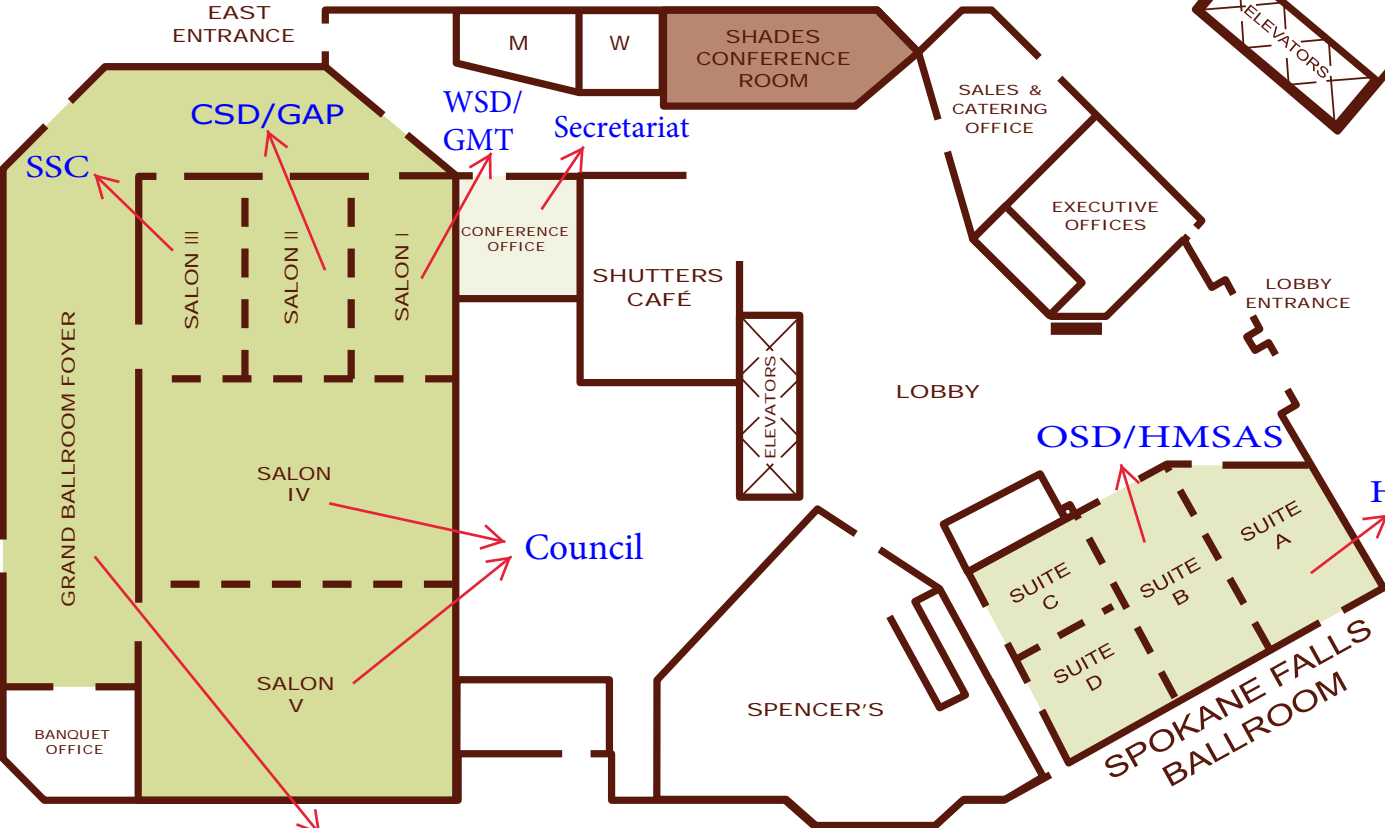 EAST
ENTRANCE
M
W
SHADES
CONFERENCE
ROOM
ELEVATORS
SALES &
CATERING
OFFICE
CSD/GAP
WSD/
GMT
Secretariat
SSC
EXECUTIVE
OFFICES
CONFERENCE
OFFICE
SALON III
SALON II
SALON I
SHUTTERS
CAFÉ
LOBBY
ENTRANCE
GRAND BALLROOM FOYER
ELEVATORS
LOBBY
OSD/HMSAS
SALON
IV
Council
SUITE
A
SUITE
B
SUITE
C
SUITE
D
SALON
V
SPENCER'S
BANQUET
OFFICE
SPOKANE FALLS
BALLROOM